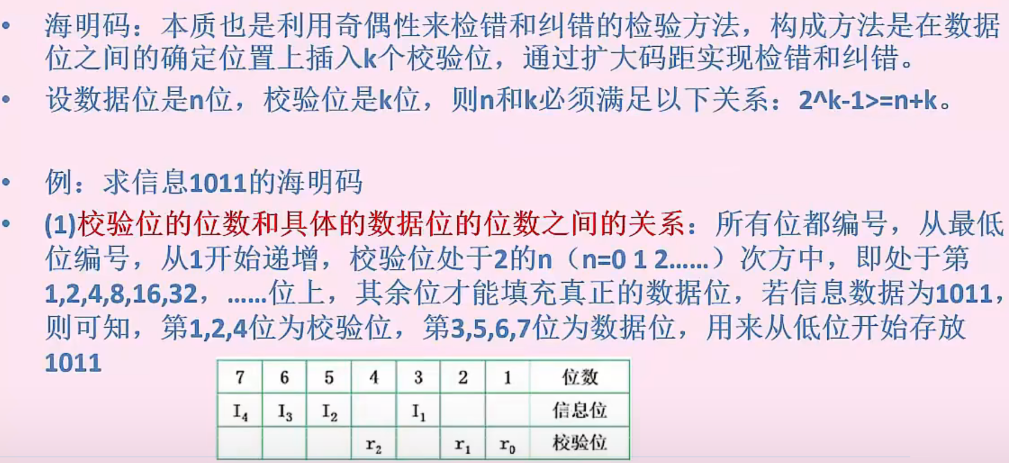 • 海明码：本质也是利用奇偶性来检错和纠错的检验方法，构成方法是在数据
位之间的确定位置上插入k个校验位，通过扩大码距实现检错和纠错。
• 设数据位是n位，校验位是k位，则n和k必须满足以下关系：2^k-1>=n+k。
• 例：求信息1011的海明码
• (1)校验位的位数和具体的数据位的位数之间的关系：所有位都编号，从最低
位编号，从1开始递增，校验位处于2的n（n=0 1 2......）次方中，即处于第
1,2,4,8,16,32，......位上，其余位才能填充真正的数据位，若信息数据为1011，
则可知，第1,2,4位为校验位，第3,5,6,7位为数据位，用来从低位开始存放
1011
7 6 5 4 3 2 1 位数
I₄ I₃ I₂ I₁ 信息位
r₂ r₁ r₀ 校验位